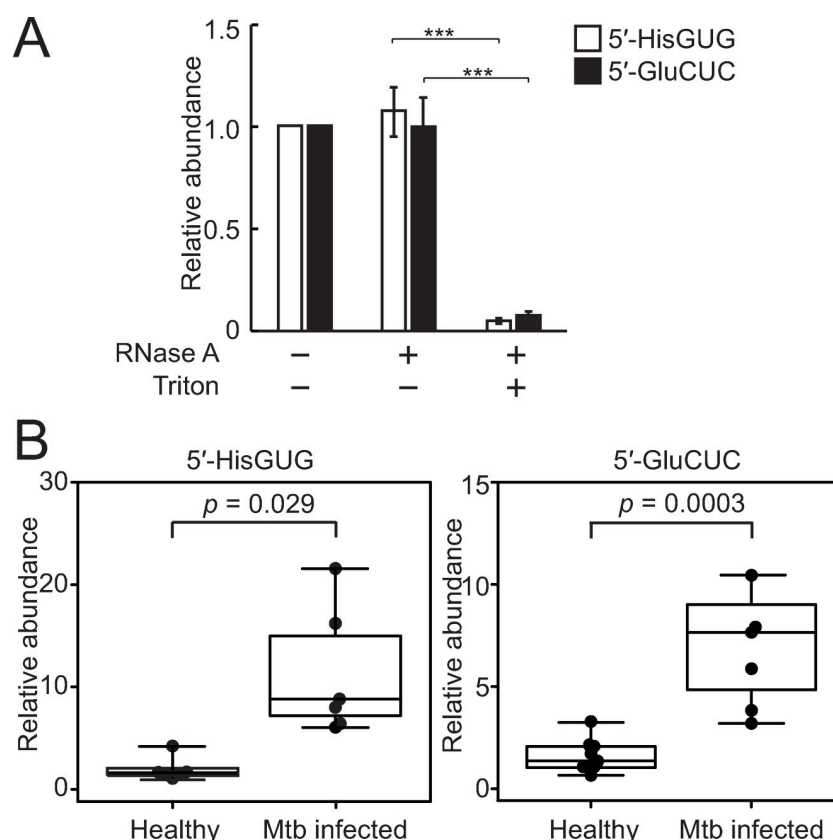 A
1.5
1.0
0.5
0
Relative abundance
***
***
5′-HisGUG
5′-GluCUC
RNase A − + +
Triton − − +
B
5′-HisGUG
30
20
10
0
Relative abundance
p = 0.029
Healthy Mtb infected
5′-GluCUC
15
10
5
0
Relative abundance
p = 0.0003
Healthy Mtb infected